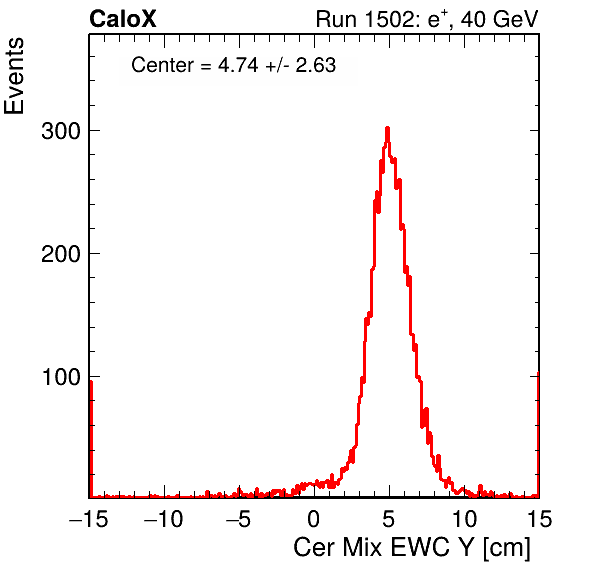 CaloX Run 1502: e+, 40 GeV
Center = 4.74 +/- 2.63
Events
300
200
100
−15 −10 −5 0 5 10 15
Cer Mix EWC Y [cm]